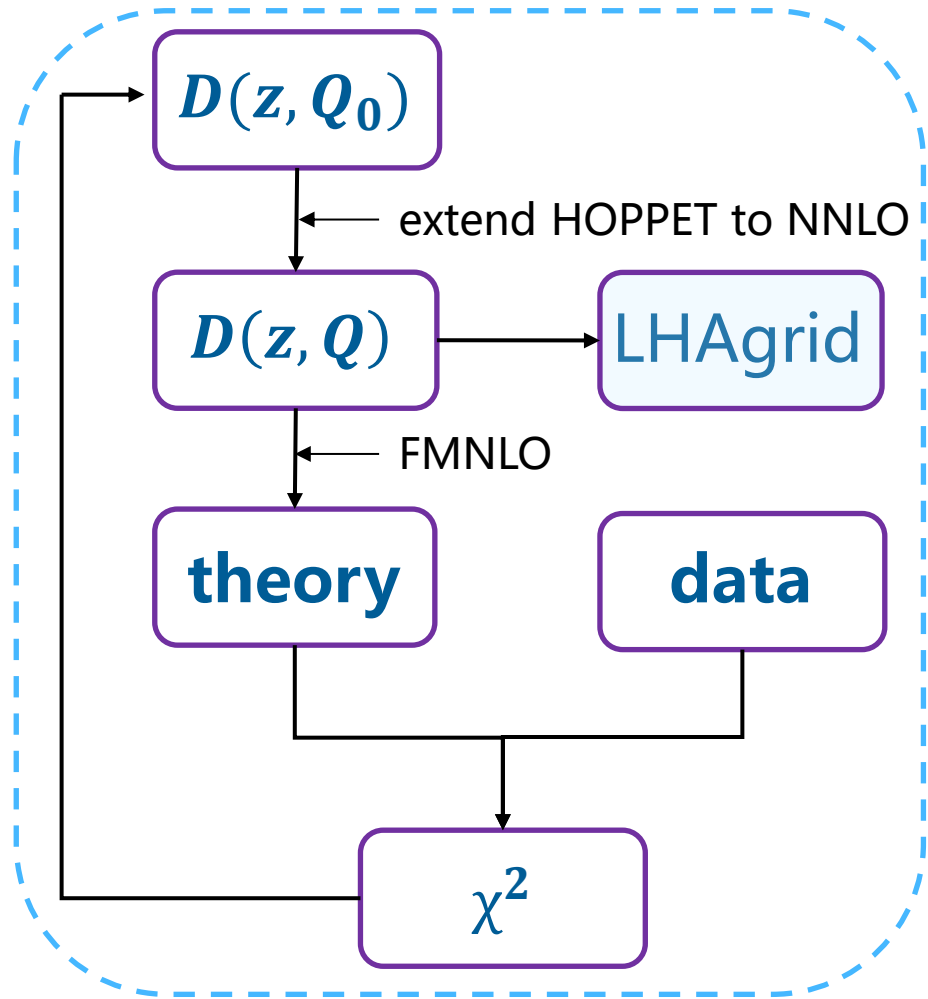 D(z, Q₀)
extend HOPPET to NNLO
D(z, Q)
LHAgrid
FMNLO
theory
data
χ²